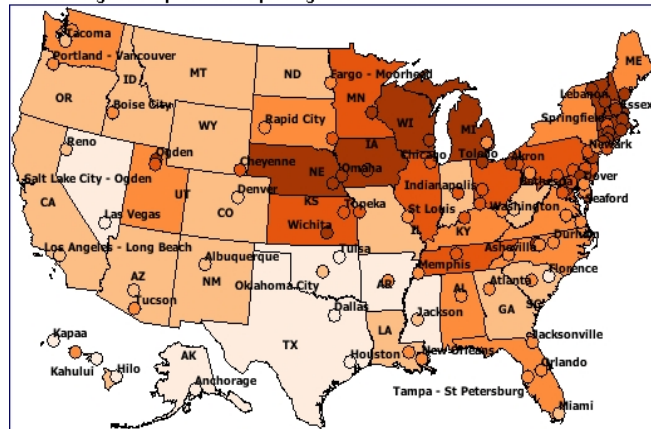 Tacoma
Portland - Vancouver
OR
ID
Boise City
MT
ND
Fargo - Moorhead
MN
WI
MI
ME
Lebanon
Essex
Springfield
Newark
WY
Rapid City
Reno
Ogden
Salt Lake City - Ogden
Cheyenne
NE
IA
Omaha
Chicago
Toledo
Akron
Dover
Seaford
CA
UT
Denver
CO
KS
Topeka
Wichita
St Louis
IL
Indianapolis
Washington
KY
Las Vegas
Los Angeles - Long Beach
AZ
Tucson
Albuquerque
NM
Oklahoma City
Tulsa
AR
Memphis
Asheville
Durham
Florence
Dallas
Jackson
AL
Atlanta
GA
SC
TX
LA
Houston
New Orleans
Jacksonville
Orlando
Tampa - St Petersburg
Miami
Kapaa
Kahului
Hilo
AK
Anchorage